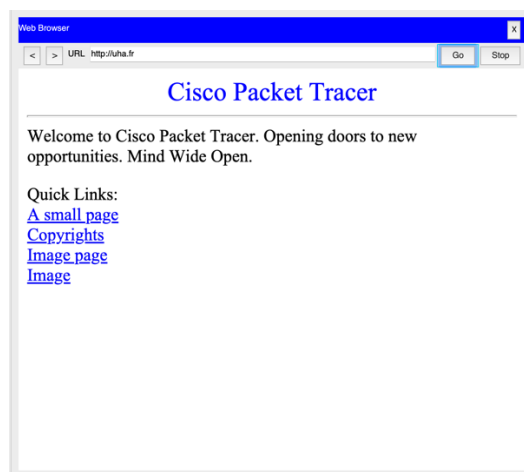 Web Browser
X
< > URL http://uha.fr Go Stop
Cisco Packet Tracer
Welcome to Cisco Packet Tracer. Opening doors to new
opportunities. Mind Wide Open.
Quick Links:
A small page
Copyrights
Image page
Image